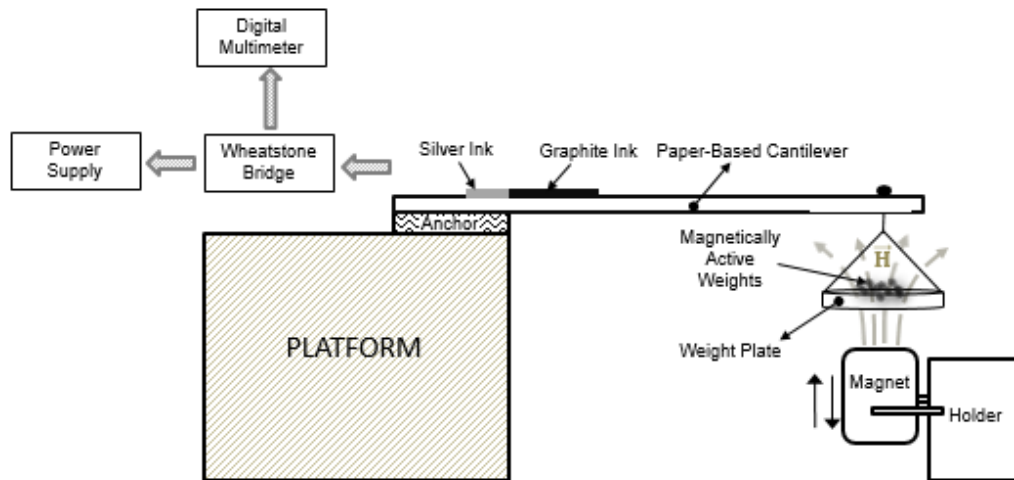 Digital
Multimeter
Power
Supply
Wheatstone
Bridge
Silver Ink
Graphite Ink
Paper-Based Cantilever
Anchor
Magnetically
Active
Weights
H
PLATFORM
Weight Plate
Magnet
Holder